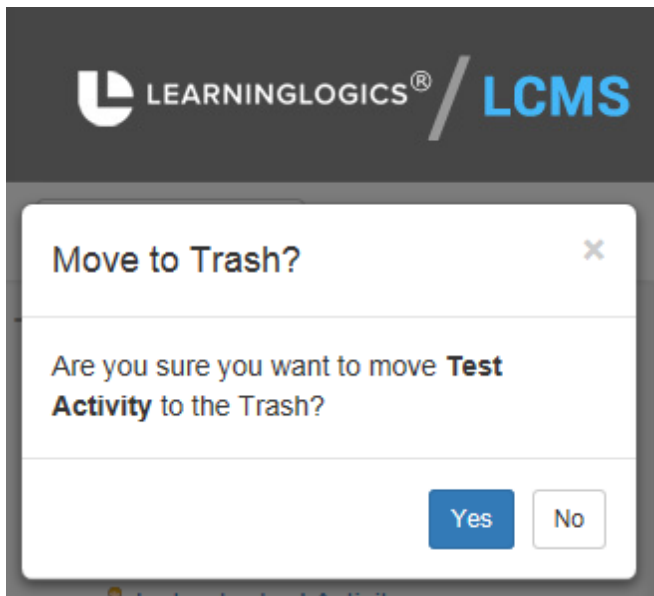 LEARNINGLOGICS® / LCMS
Move to Trash? ×
Are you sure you want to move Test
Activity to the Trash?
Yes No